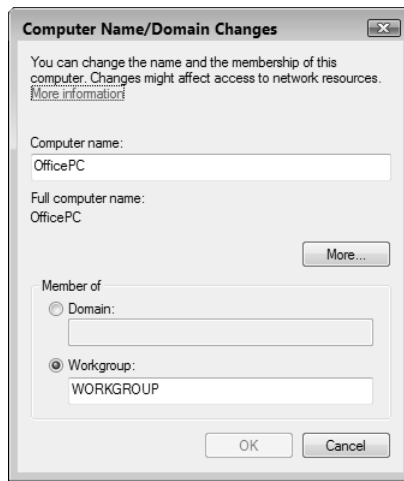 Computer Name/Domain Changes
You can change the name and the membership of this
computer. Changes might affect access to network resources.
More information
Computer name:
OfficePC
Full computer name:
OfficePC
More...
Member of
Domain:
Workgroup:
WORKGROUP
OK
Cancel